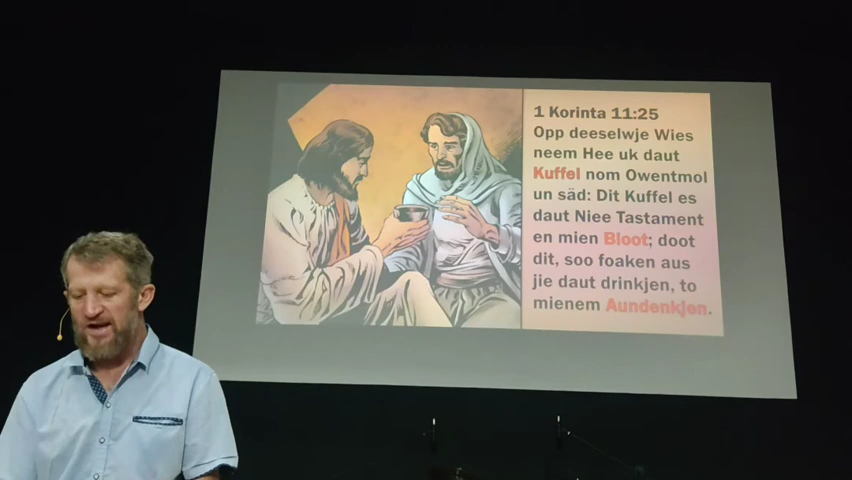 1 Korinta 11:25
Opp deeselwje Wies
neem Hee uk daut
Kuffel nom Owentmol
un säd: Dit Kuffel es
daut Niee Tastament
en mien Bloot; doot
dit, soo foaken aus
jie daut drinkjen, to
mienem Aundenkjen.